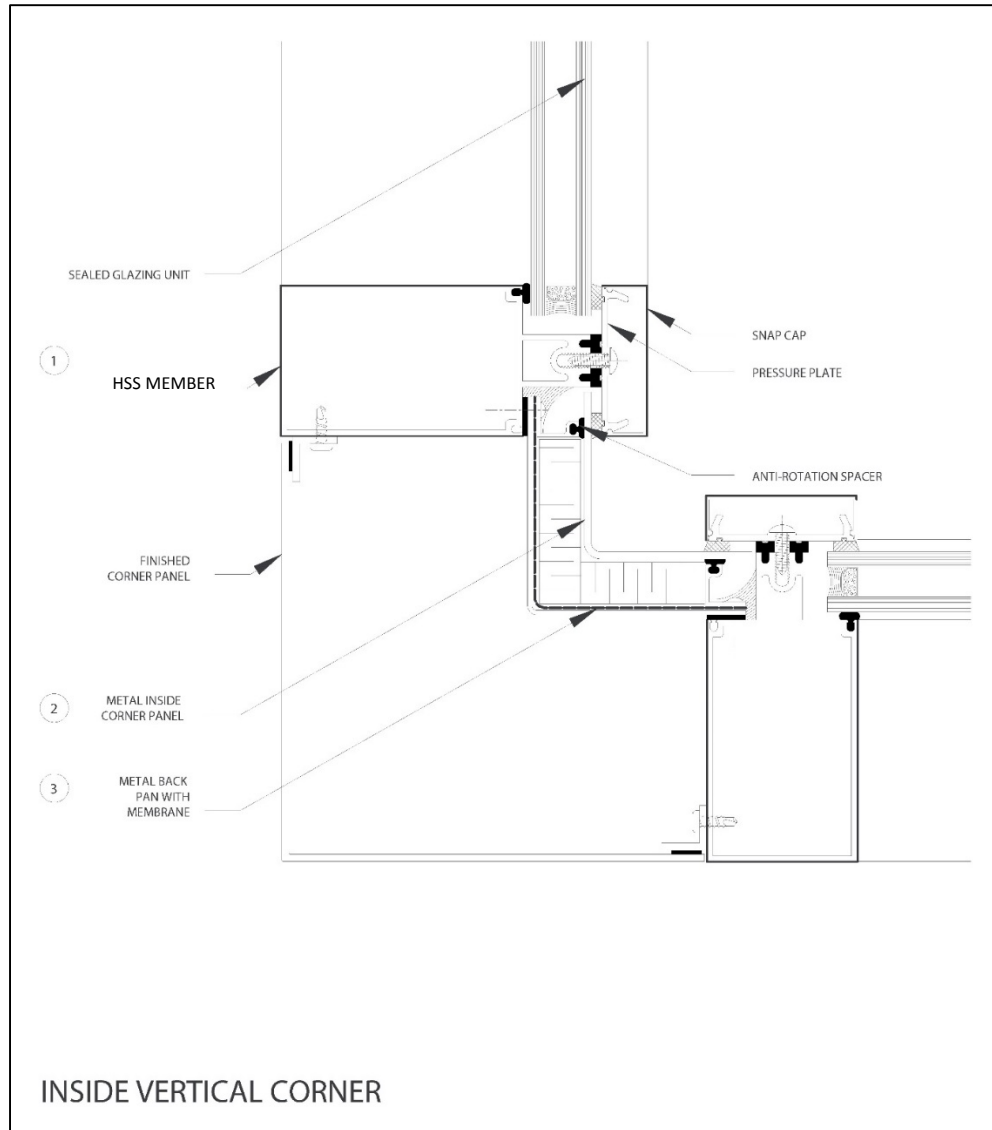 SEALED GLAZING UNIT
SNAP CAP
1
HSS MEMBER
PRESSURE PLATE
ANTI-ROTATION SPACER
FINISHED
CORNER PANEL
2
METAL INSIDE
CORNER PANEL
3
METAL BACK
PAN WITH
MEMBRANE
INSIDE VERTICAL CORNER